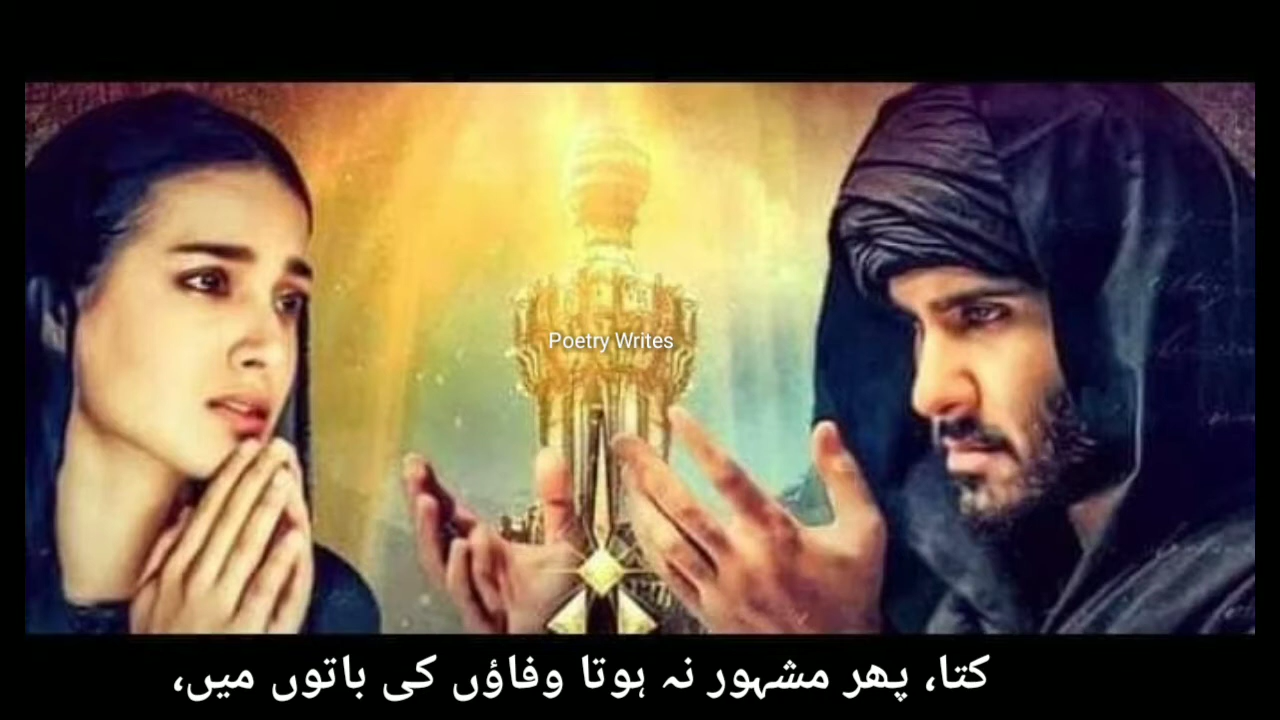 Poetry Writes
کتا، پھر مشہور نہ ہوتا وفاؤں کی باتوں میں،